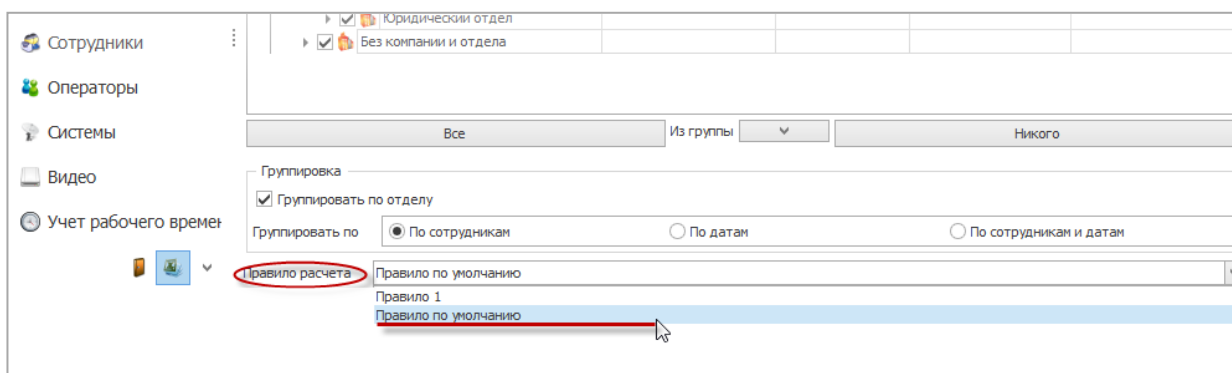 Юридический отдел
Сотрудники
Без компании и отдела
Операторы
Системы
Все Из группы Никого
Видео
Группировка
Группировать по отделу
Учет рабочего времен
Группировать по По сотрудникам По датам По сотрудникам и датам
Правило расчета Правило по умолчанию
Правило 1
Правило по умолчанию